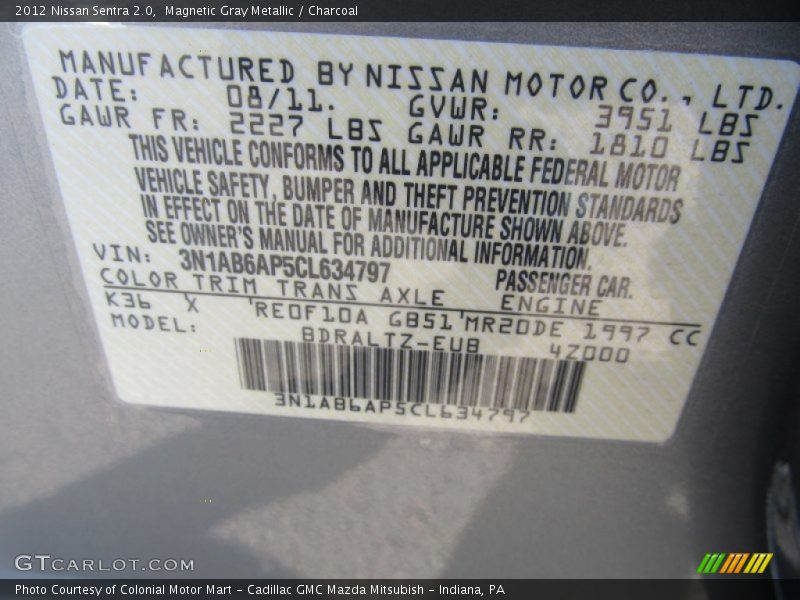 2012 Nissan Sentra 2.0, Magnetic Gray Metallic / Charcoal
MANUFACTURED BY NISSAN MOTOR CO., LTD.
DATE: 08/11. GVWR: 3951 LBS
GAWR FR: 2227 LBS GAWR RR: 1810 LBS
THIS VEHICLE CONFORMS TO ALL APPLICABLE FEDERAL MOTOR
VEHICLE SAFETY, BUMPER AND THEFT PREVENTION STANDARDS
IN EFFECT ON THE DATE OF MANUFACTURE SHOWN ABOVE.
SEE OWNER'S MANUAL FOR ADDITIONAL INFORMATION.
VIN: 3N1AB6AP5CL634797 PASSENGER CAR.
COLOR TRIM TRANS AXLE ENGINE
K36 X RE0F10A GB51 MR20DE 1997 CC
MODEL: BDRALTZ-EUB 4Z000
3N1AB6AP5CL634797
GTCARLOT.COM
Photo Courtesy of Colonial Motor Mart - Cadillac GMC Mazda Mitsubish - Indiana, PA